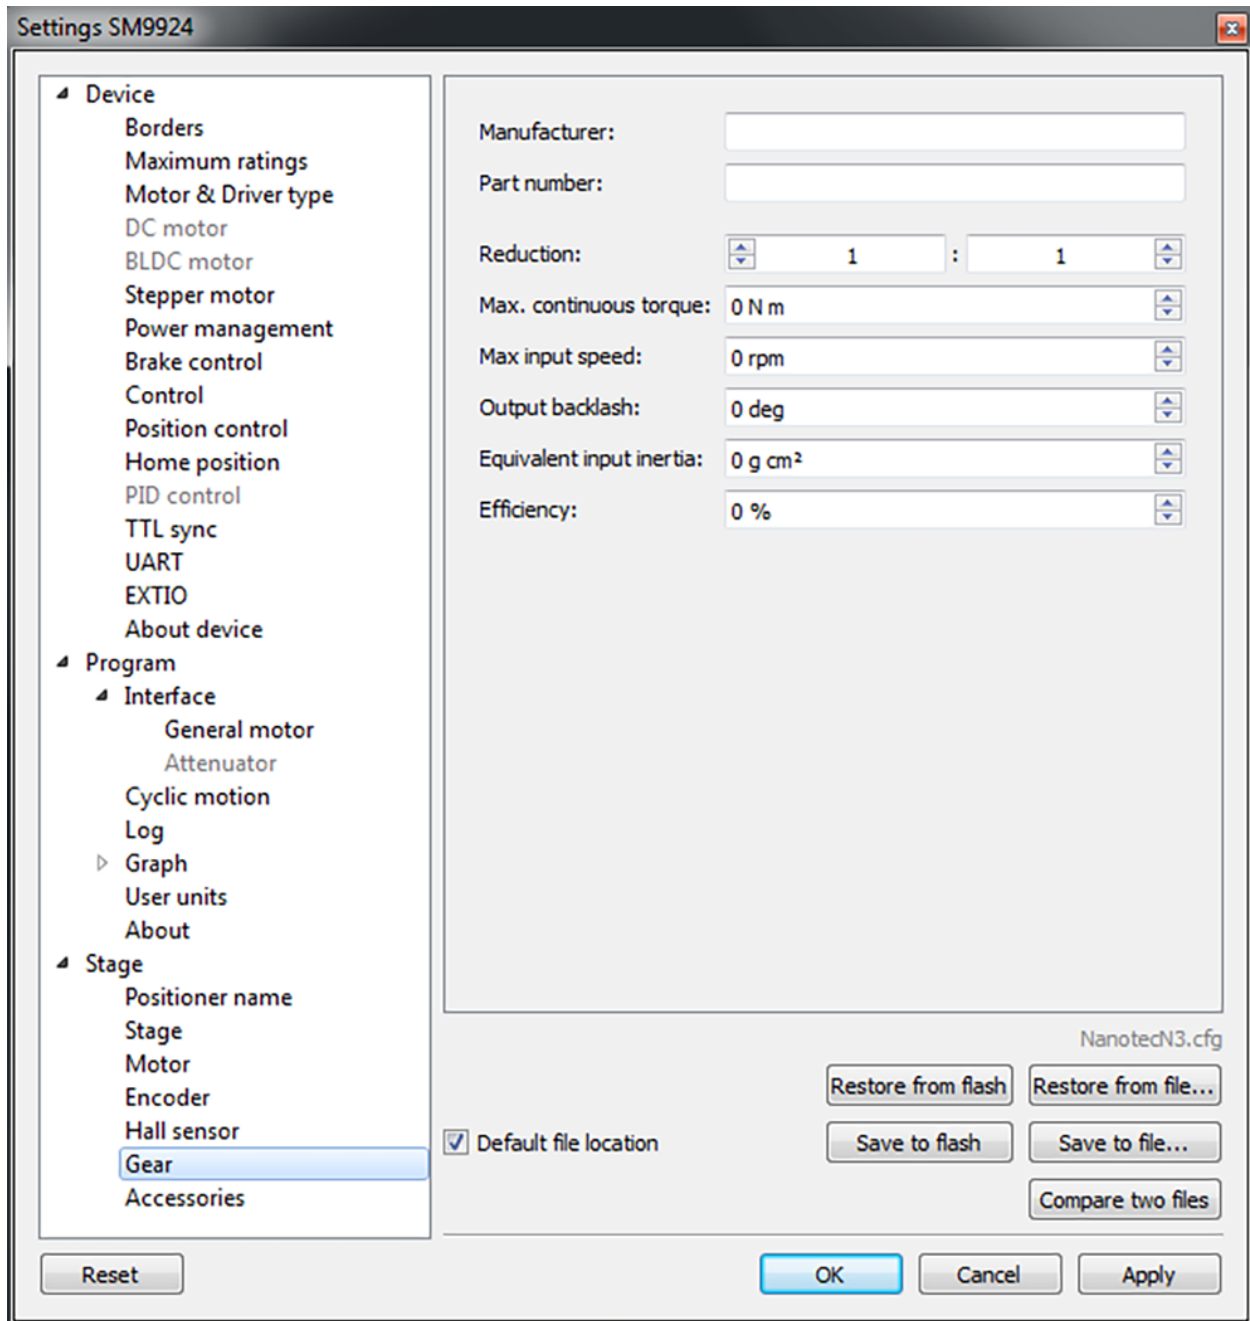 Settings SM9924
Device
Borders
Maximum ratings
Motor & Driver type
DC motor
BLDC motor
Stepper motor
Power management
Brake control
Control
Position control
Home position
PID control
TTL sync
UART
EXTIO
About device
Program
Interface
General motor
Attenuator
Cyclic motion
Log
Graph
User units
About
Stage
Positioner name
Stage
Motor
Encoder
Hall sensor
Gear
Accessories
Manufacturer:
Part number:
Reduction: 1 : 1
Max. continuous torque: 0 N m
Max input speed: 0 rpm
Output backlash: 0 deg
Equivalent input inertia: 0 g cm²
Efficiency: 0 %
NanotecN3.cfg
Restore from flash Restore from file...
Default file location Save to flash Save to file...
Compare two files
Reset OK Cancel Apply